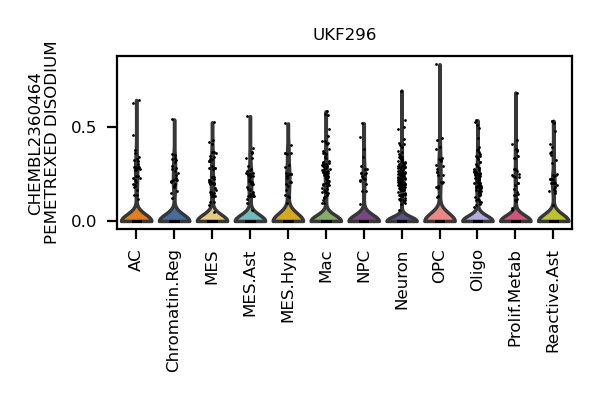 UKF296
CHEMBL2360464
PEMETREXED DISODIUM
0.5
0.0
AC
Chromatin.Reg
MES
MES.Ast
MES.Hyp
Mac
NPC
Neuron
OPC
Oligo
Prolif.Metab
Reactive.Ast